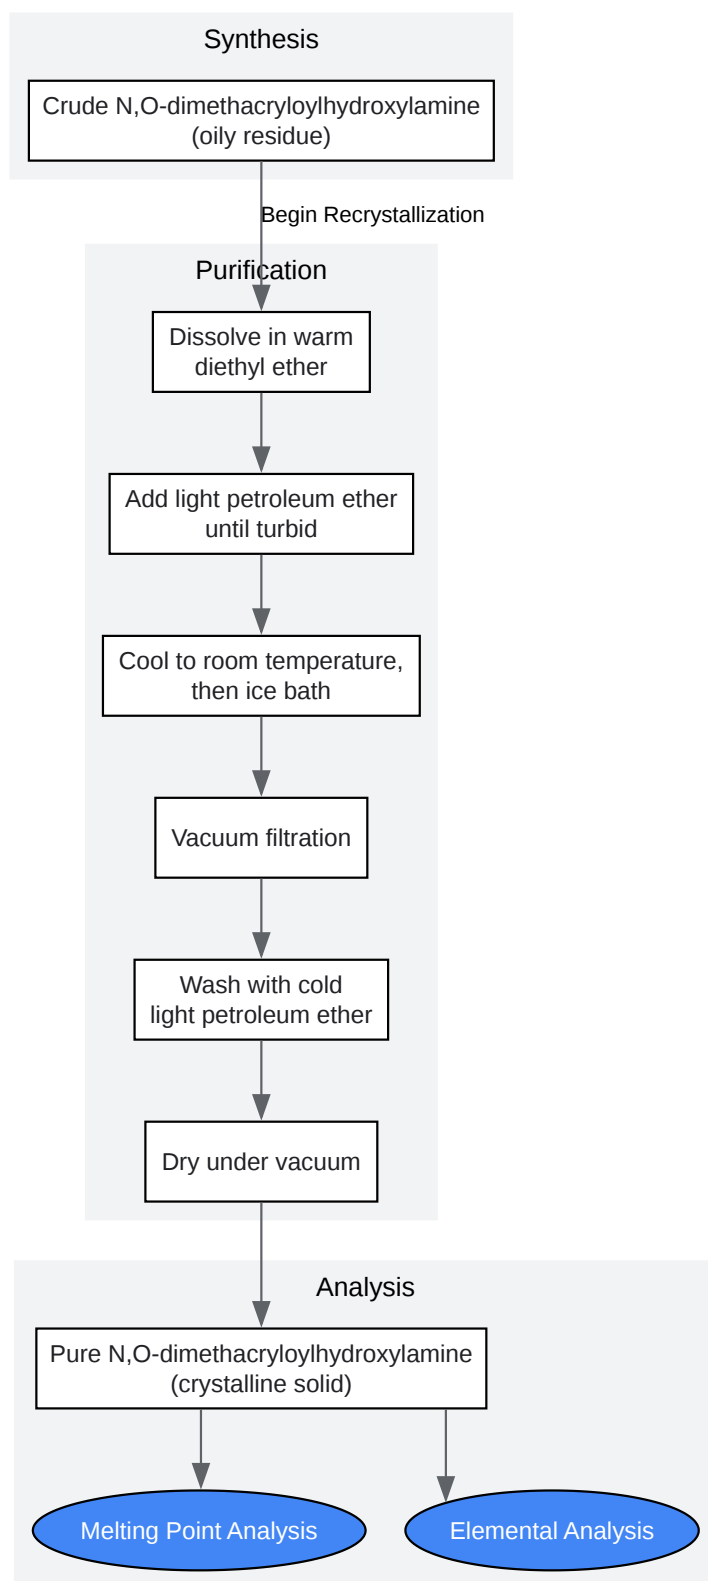 Synthesis
Crude N,O-dimethacryloylhydroxylamine
(oily residue)
Begin Recrystallization
Purification
Dissolve in warm
diethyl ether
Add light petroleum ether
until turbid
Cool to room temperature,
then ice bath
Vacuum filtration
Wash with cold
light petroleum ether
Dry under vacuum
Analysis
Pure N,O-dimethacryloylhydroxylamine
(crystalline solid)
Melting Point Analysis
Elemental Analysis